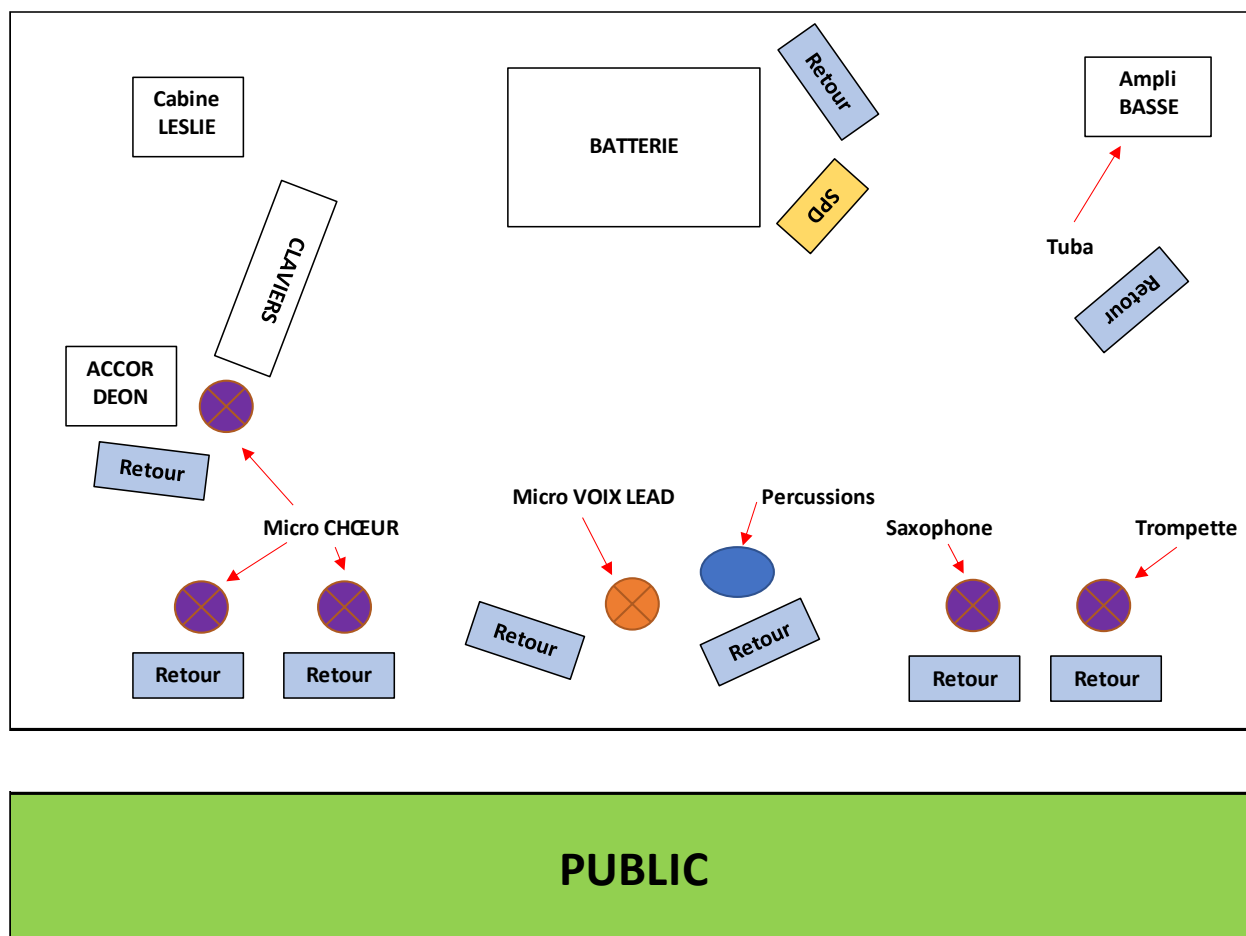 Cabine
LESLIE
BATTERIE
Retour
Ampli
BASSE
SPD
CLAVIERS
Tuba
Retour
ACCOR
DEON
Retour
Micro CHŒUR
Micro VOIX LEAD
Percussions
Saxophone
Trompette
Retour
Retour
Retour
Retour
Retour
Retour
PUBLIC